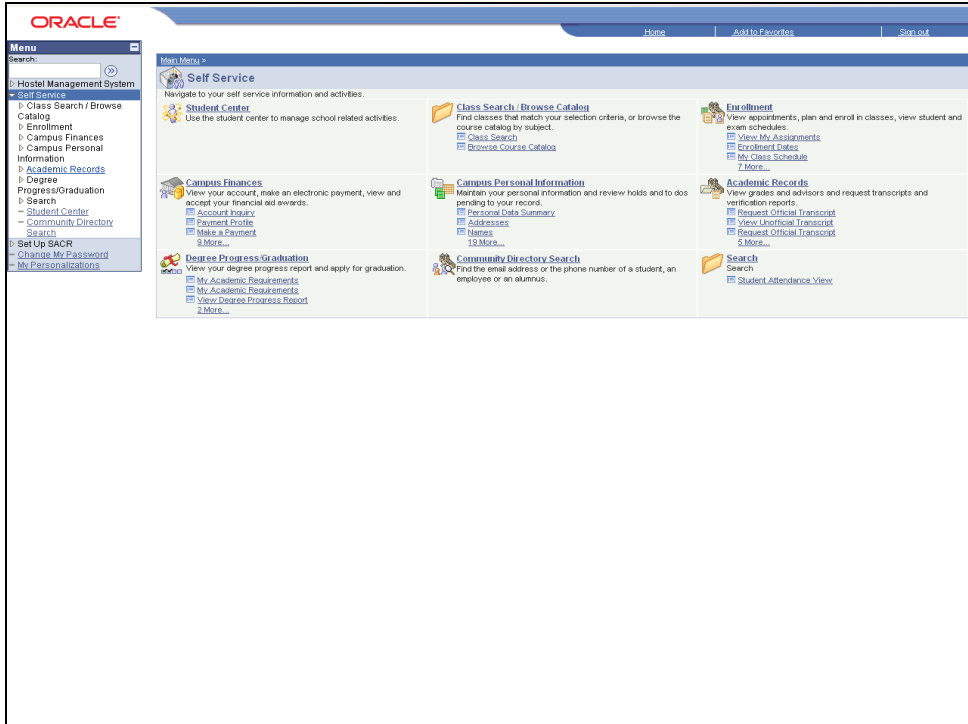 ORACLE
Home
Add to Favorites
Sign out
Menu
Search:
Hostel Management System
Self Service
Class Search / Browse
Catalog
Enrollment
Campus Finances
Campus Personal
Information
Academic Records
Degree
Progress/Graduation
Search
Student Center
Community Directory
Search
Set Up SACR
Change My Password
My Personalizations
Main Menu >
Self Service
Navigate to your self service information and activities.
Student Center
Use the student center to manage school related activities.
Class Search / Browse Catalog
Find classes that match your selection criteria, or browse the
course catalog by subject.
Class Search
Browse Course Catalog
Enrollment
View appointments, plan and enroll in classes, view student and
exam schedules.
View My Assignments
Enrollment Dates
My Class Schedule
7 More...
Campus Finances
View your account, make an electronic payment, view and
accept your financial aid awards.
Account Inquiry
Payment Profile
Make a Payment
9 More...
Campus Personal Information
Maintain your personal information and review holds and to dos
pending to your record.
Personal Data Summary
Addresses
Names
19 More...
Academic Records
View grades and advisors and request transcripts and
verification reports.
Request Official Transcript
View Unofficial Transcript
Request Official Transcript
5 More...
Degree Progress/Graduation
View your degree progress report and apply for graduation.
My Academic Requirements
My Academic Requirements
View Degree Progress Report
2 More...
Community Directory Search
Find the email address or the phone number of a student, an
employee or an alumnus.
Search
Search
Student Attendance View